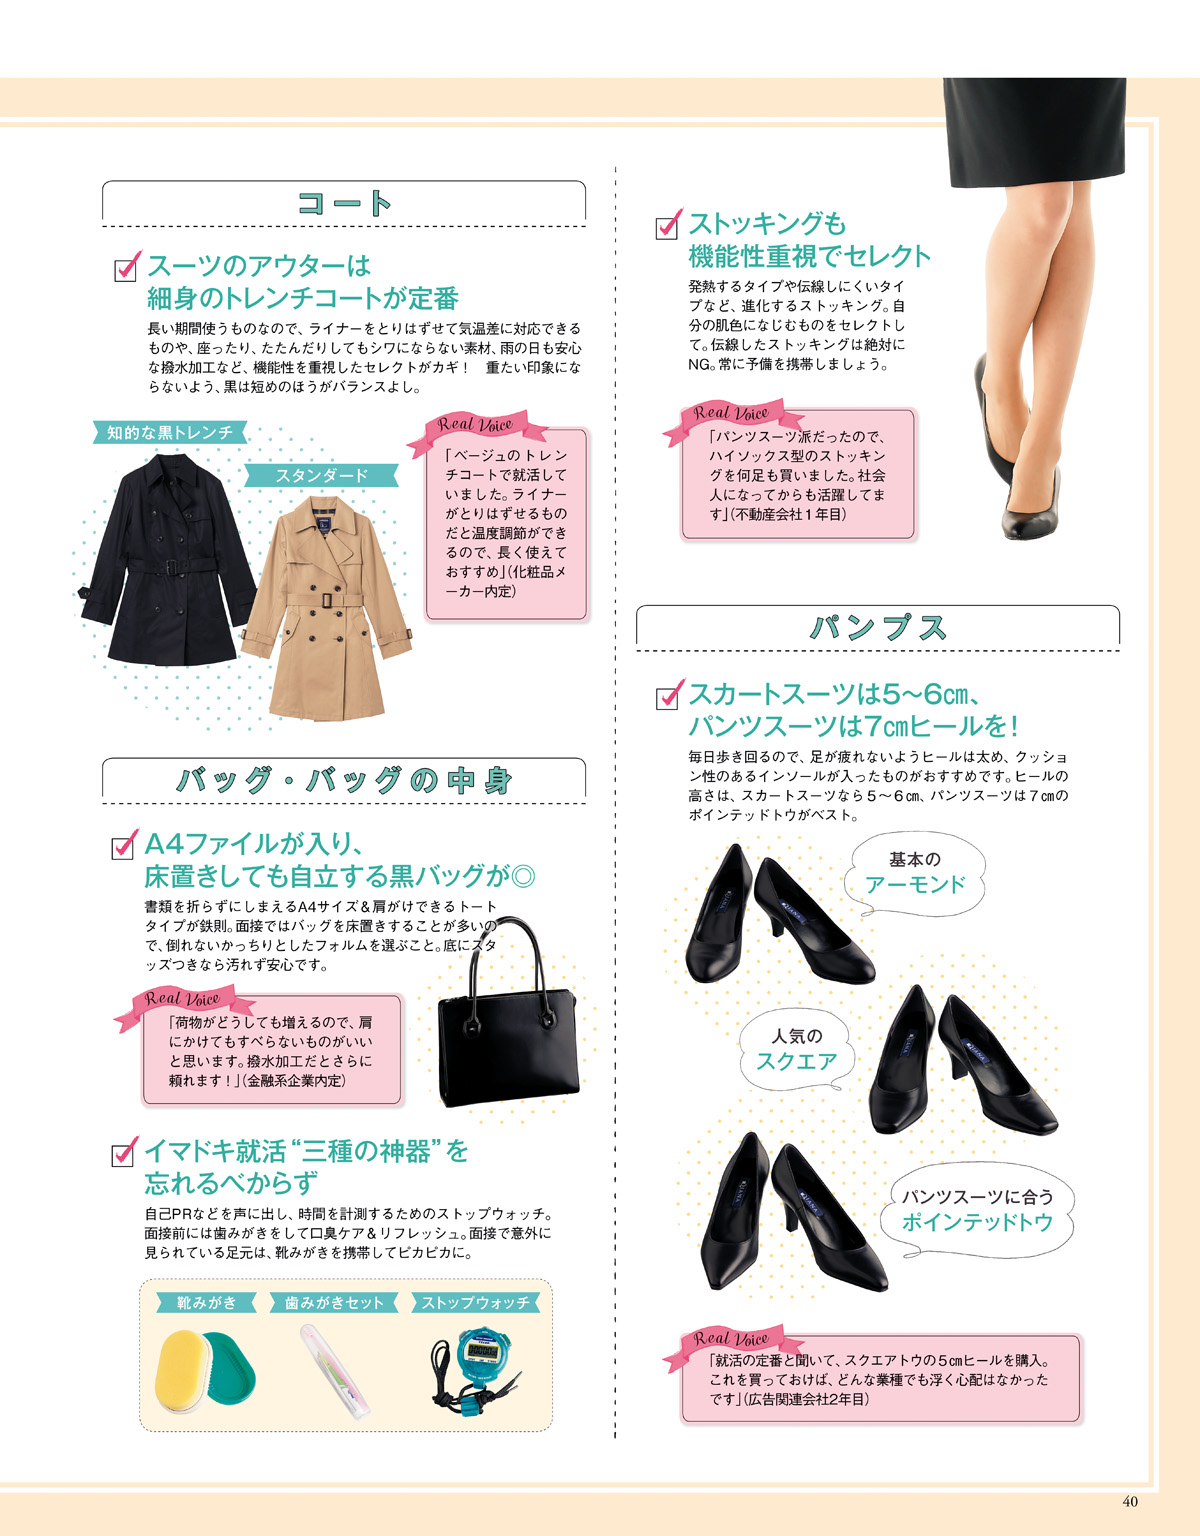 コート
スーツのアウターは
細身のトレンチコートが定番
長い期間使うものなので、ライナーをとりはずせて気温差に対応できる
ものや、座ったり、たたんだりしてもシワにならない素材、雨の日も安心
な撥水加工など、機能性を重視したセレクトがカギ！　重たい印象にな
らないよう、黒は短めのほうがバランスよし。
知的な黒トレンチ
スタンダード
Real Voice
「ベージュのトレン
チコートで就活して
いました。ライナー
がとりはずせるもの
だと温度調節ができ
るので、長く使えて
おすすめ」（化粧品メ
ーカー内定）
バッグ・バッグの中身
A4ファイルが入り、
床置きしても自立する黒バッグが◎
書類を折らずにしまえるA4サイズ＆肩がけできるトート
タイプが鉄則。面接ではバッグを床置きすることが多いの
で、倒れないかっちりとしたフォルムを選ぶこと。底にスタ
ッズつきなら汚れず安心です。
Real Voice
「荷物がどうしても増えるので、肩
にかけてもすべらないものがいい
と思います。撥水加工だとさらに
頼れます！」（金融系企業内定）
イマドキ就活“三種の神器”を
忘れるべからず
自己PRなどを声に出し、時間を計測するためのストップウォッチ。
面接前には歯みがきをして口臭ケア＆リフレッシュ。面接で意外に
見られている足元は、靴みがきを携帯してピカピカに。
靴みがき
歯みがきセット
ストップウォッチ
ストッキングも
機能性重視でセレクト
発熱するタイプや伝線しにくいタイ
プなど、進化するストッキング。自
分の肌色になじむものをセレクトし
て。伝線したストッキングは絶対に
NG。常に予備を携帯しましょう。
Real Voice
「パンツスーツ派だったので、
ハイソックス型のストッキン
グを何足も買いました。社会
人になってからも活躍してま
す」（不動産会社１年目）
パンプス
スカートスーツは5〜6㎝、
パンツスーツは7㎝ヒールを！
毎日歩き回るので、足が疲れないようヒールは太め、クッショ
ン性のあるインソールが入ったものがおすすめです。ヒールの
高さは、スカートスーツなら５〜６㎝、パンツスーツは７㎝の
ポインテッドトウがベスト。
基本の
アーモンド
DIANA
DIANA
人気の
スクエア
DIANA
DIANA
パンツスーツに合う
ポインテッドトウ
DIANA
DIANA
Real Voice
「就活の定番と聞いて、スクエアトウの５㎝ヒールを購入。
これを買っておけば、どんな業種でも浮く心配はなかった
です」（広告関連会社2年目）
40